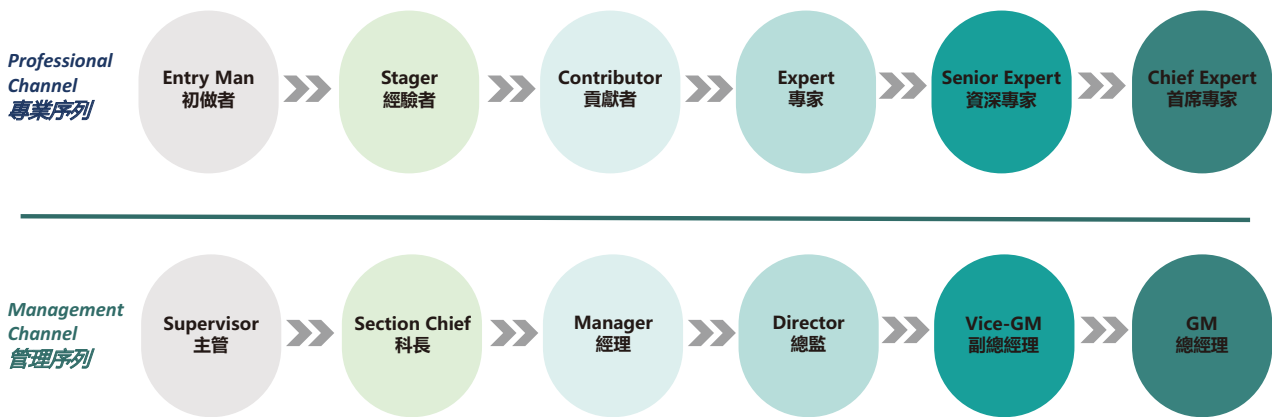 Professional
Channel
專業序列
Entry Man
初做者
Stager
經驗者
Contributor
貢獻者
Expert
專家
Senior Expert
資深專家
Chief Expert
首席專家
Management
Channel
管理序列
Supervisor
主管
Section Chief
科長
Manager
經理
Director
總監
Vice-GM
副總經理
GM
總經理